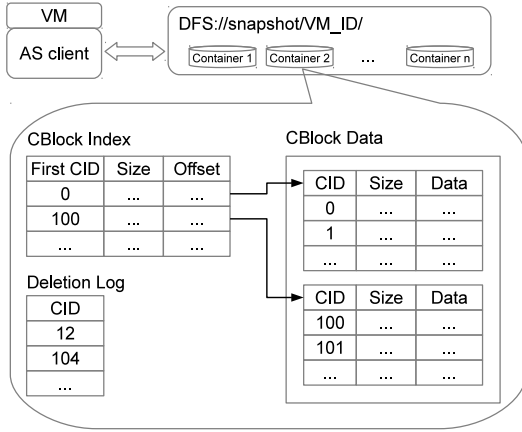 VM
AS client
DFS://snapshot/VM_ID/
Container 1 Container 2 ... Container n
CBlock Index
First CID Size Offset
0 ... ...
100 ... ...
... ... ...
Deletion Log
CID
12
104
...
CBlock Data
CID Size Data
0 ... ...
1 ... ...
... ... ...
CID Size Data
100 ... ...
101 ... ...
... ... ...